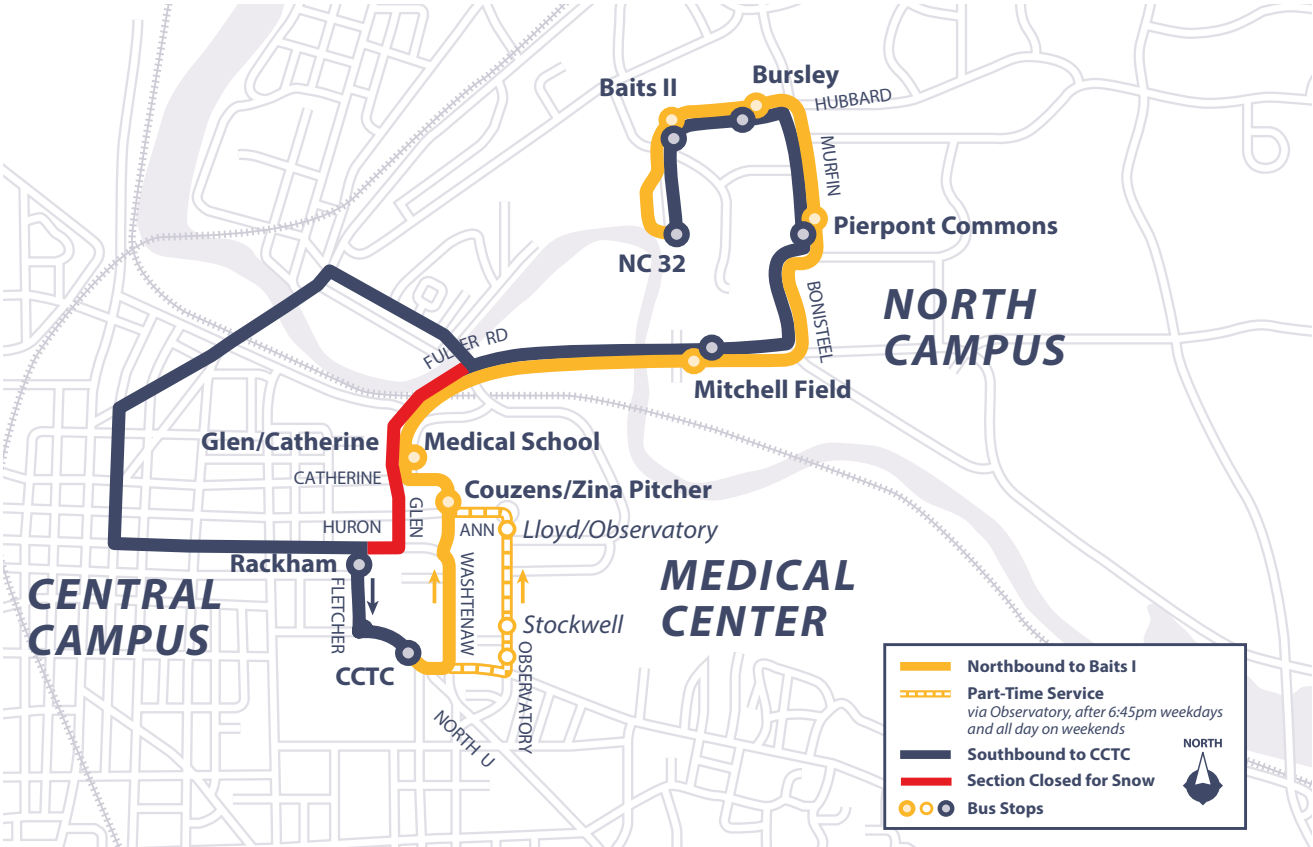 Bursley
Baits II
HUBBARD
MURFIN
Pierpont Commons
NC 32
BONISTEEL
NORTH
CAMPUS
FULLER RD
Mitchell Field
Glen/Catherine
Medical School
CATHERINE
Couzens/Zina Pitcher
GLEN
HURON
ANN
Lloyd/Observatory
Rackham
WASHTENAW
MEDICAL
CENTER
CENTRAL
CAMPUS
FLETCHER
Stockwell
OBSERVATORY
CCTC
NORTH U
Northbound to Baits I
Part-Time Service
via Observatory, after 6:45pm weekdays
and all day on weekends
Southbound to CCTC
NORTH
Section Closed for Snow
Bus Stops